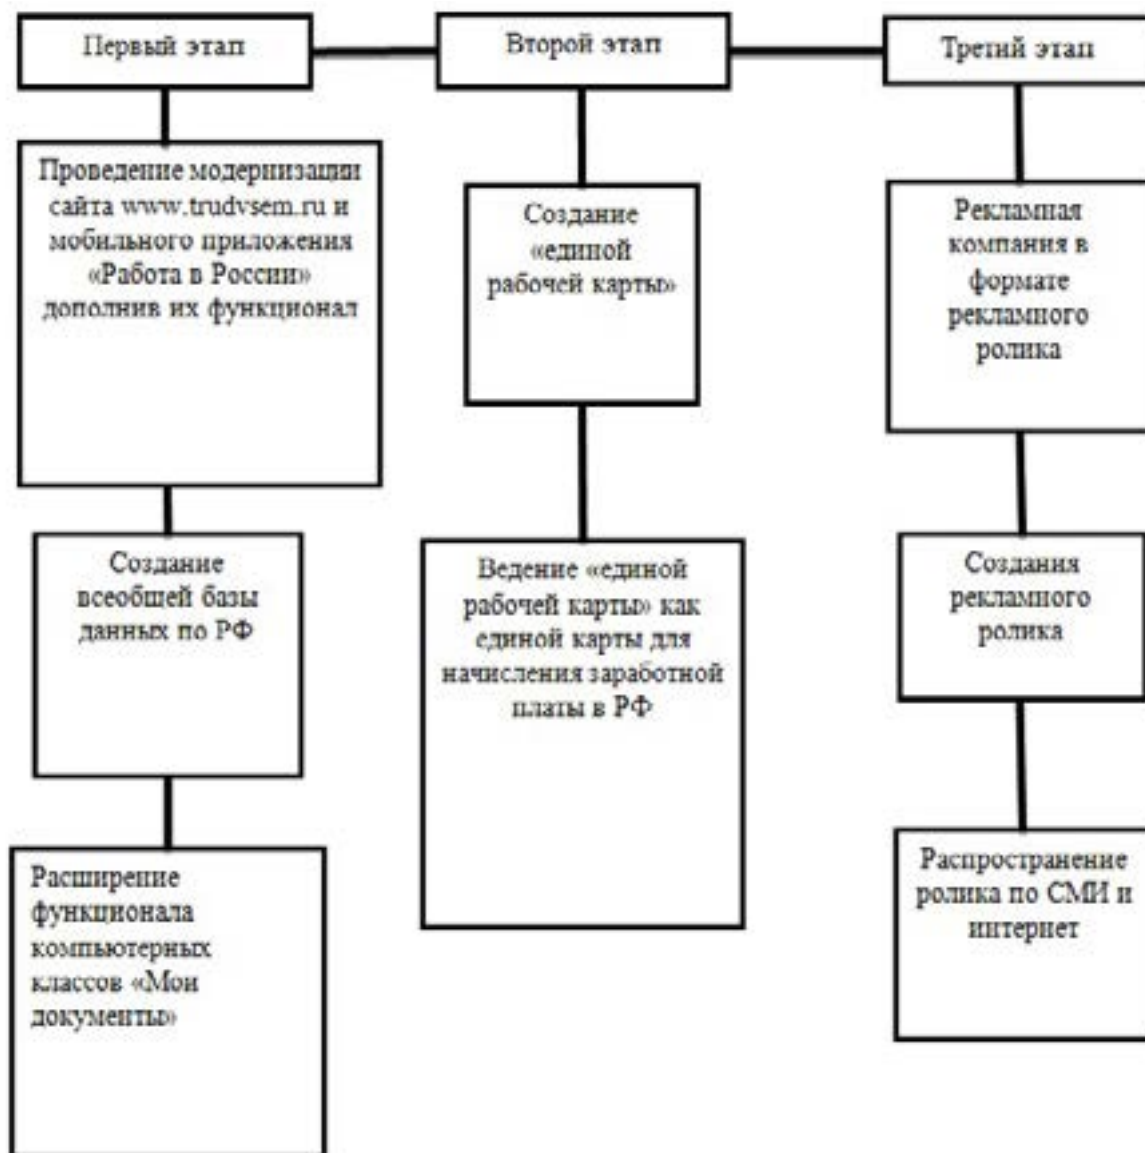 Первый этап
Второй этап
Третий этап
Проведение модернизации
сайта www.trudvsem.ru и
мобильного приложения
«Работа в России»
дополнив их функционал
Создание
всеобщей базы
данных по РФ
Расширение
функционала
компьютерных
классов «Мои
документы»
Создание
«единой
рабочей карты»
Ведение «единой
рабочей карты» как
единой карты для
начисления заработной
платы в РФ
Рекламная
компания в
формате
рекламного
ролика
Создания
рекламного
ролика
Распространение
ролика по СМИ и
интернет